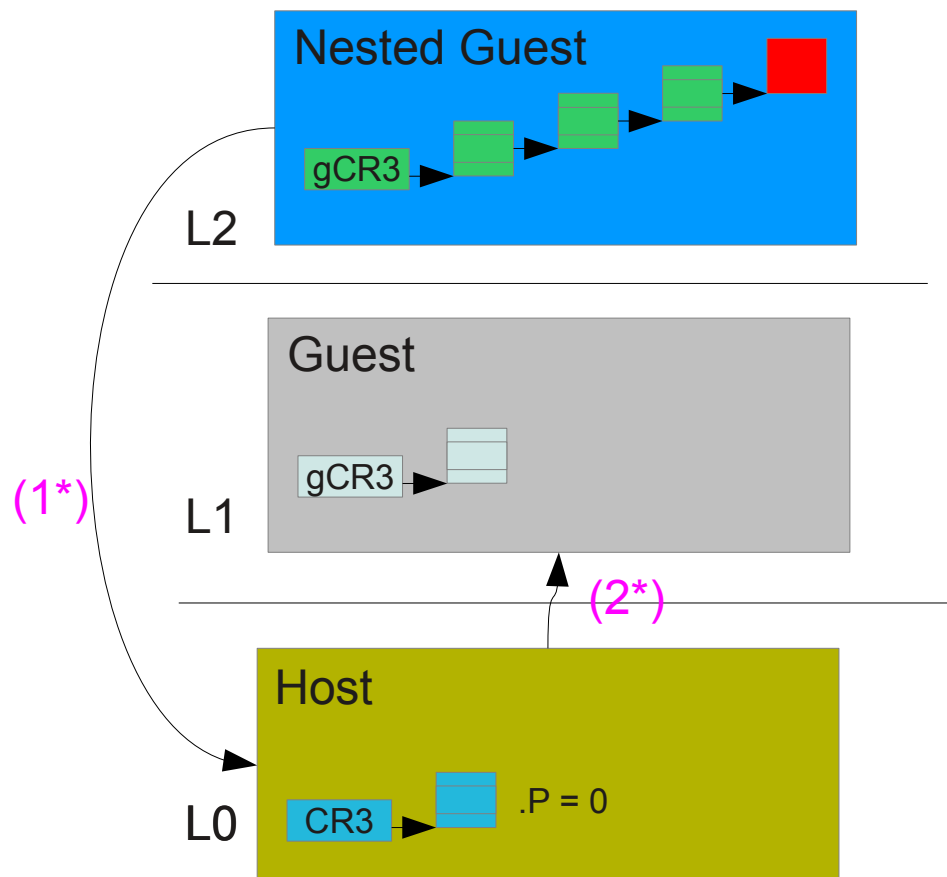 Nested Guest
gCR3
L2
Guest
gCR3
(1*)
L1
(2*)
Host
.P = 0
CR3
L0